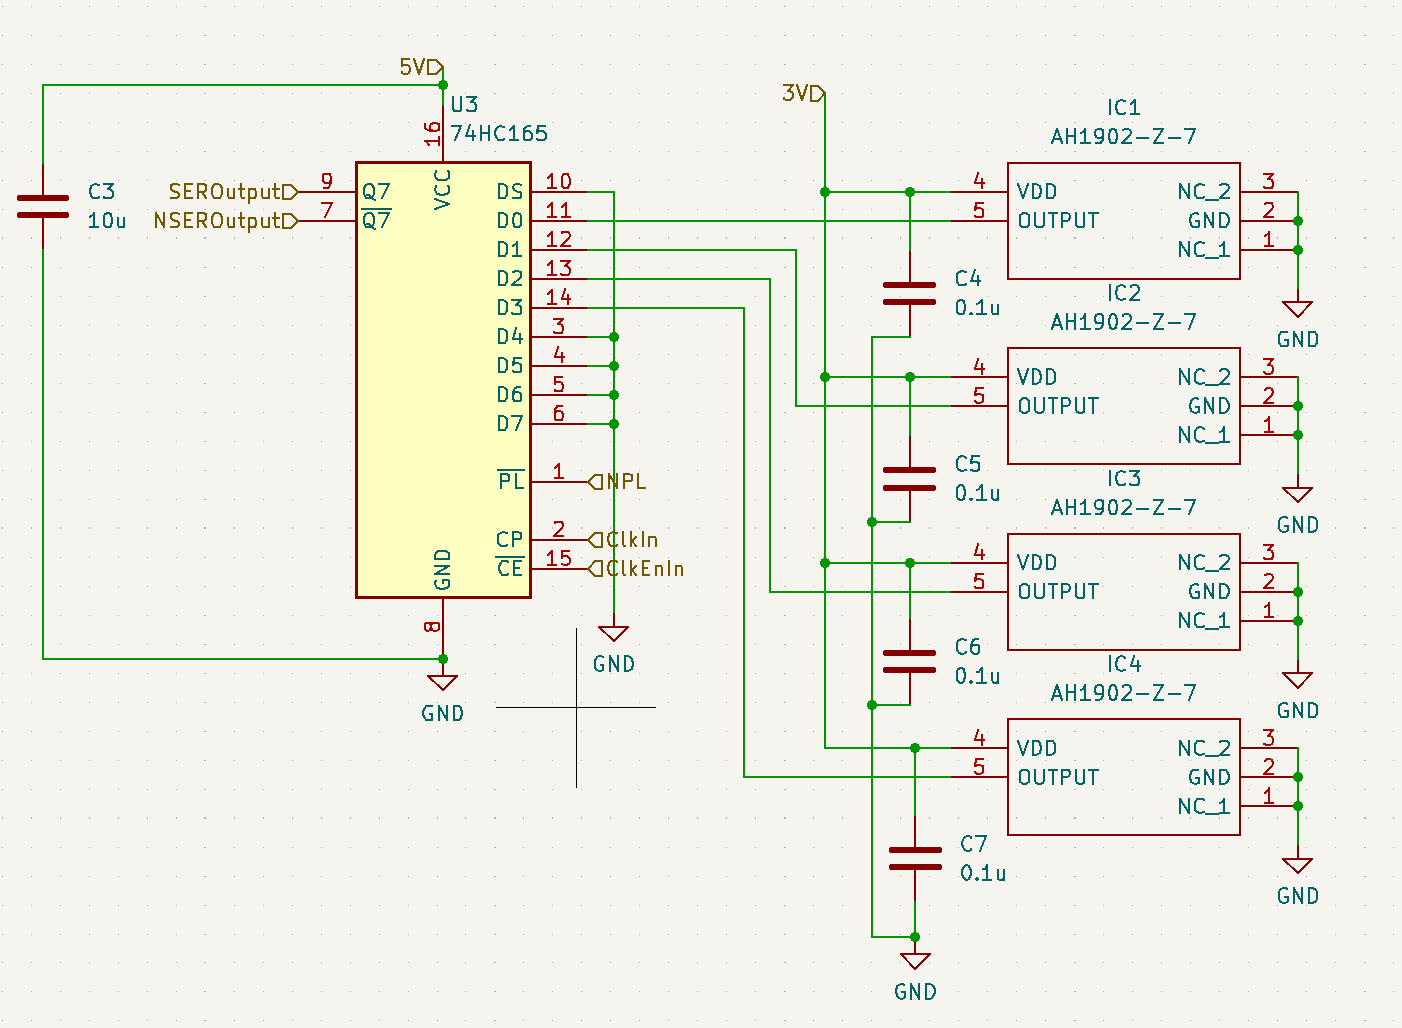 5V
U3
74HC165
16
VCC
C3
10u
SEROutput
9
Q7
NSEROutput
7
Q7
DS 10
D0 11
D1 12
D2 13
D3 14
D4 3
D5 4
D6 5
D7 6
PL 1 NPL
CP 2 ClkIn
CE 15 ClkEnIn
GND
8
GND
GND
3V
IC1
AH1902-Z-7
4 VDD NC_2 3
5 OUTPUT GND 2
NC_1 1
C4
0.1u
GND
IC2
AH1902-Z-7
4 VDD NC_2 3
5 OUTPUT GND 2
NC_1 1
C5
0.1u
GND
IC3
AH1902-Z-7
4 VDD NC_2 3
5 OUTPUT GND 2
NC_1 1
C6
0.1u
GND
IC4
AH1902-Z-7
4 VDD NC_2 3
5 OUTPUT GND 2
NC_1 1
C7
0.1u
GND
GND